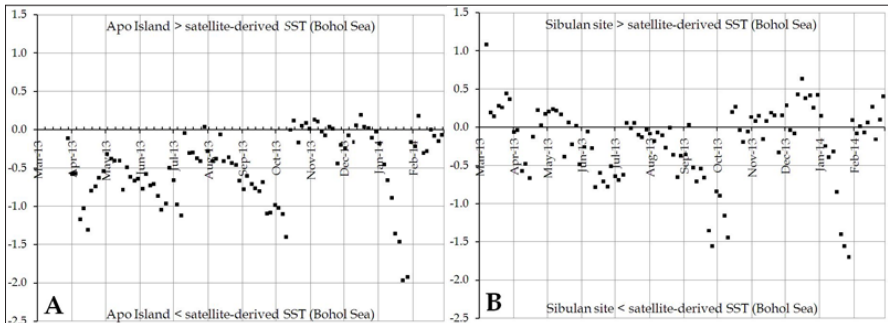 Apo Island > satellite-derived SST (Bohol Sea)
1.5
1.0
0.5
0.0
-0.5
-1.0
-1.5
-2.0
-2.5
Mar-13
Apr-13
May-13
Jun-13
Jul-13
Aug-13
Sep-13
Oct-13
Nov-13
Dec-13
Jan-14
Feb-14
A
Apo Island < satellite-derived SST (Bohol Sea)
Sibulan site > satellite-derived SST (Bohol Sea)
1.5
1.0
0.5
0.0
-0.5
-1.0
-1.5
-2.0
-2.5
Mar-13
Apr-13
May-13
Jun-13
Jul-13
Aug-13
Sep-13
Oct-13
Nov-13
Dec-13
Jan-14
Feb-14
B
Sibulan site < satellite-derived SST (Bohol Sea)